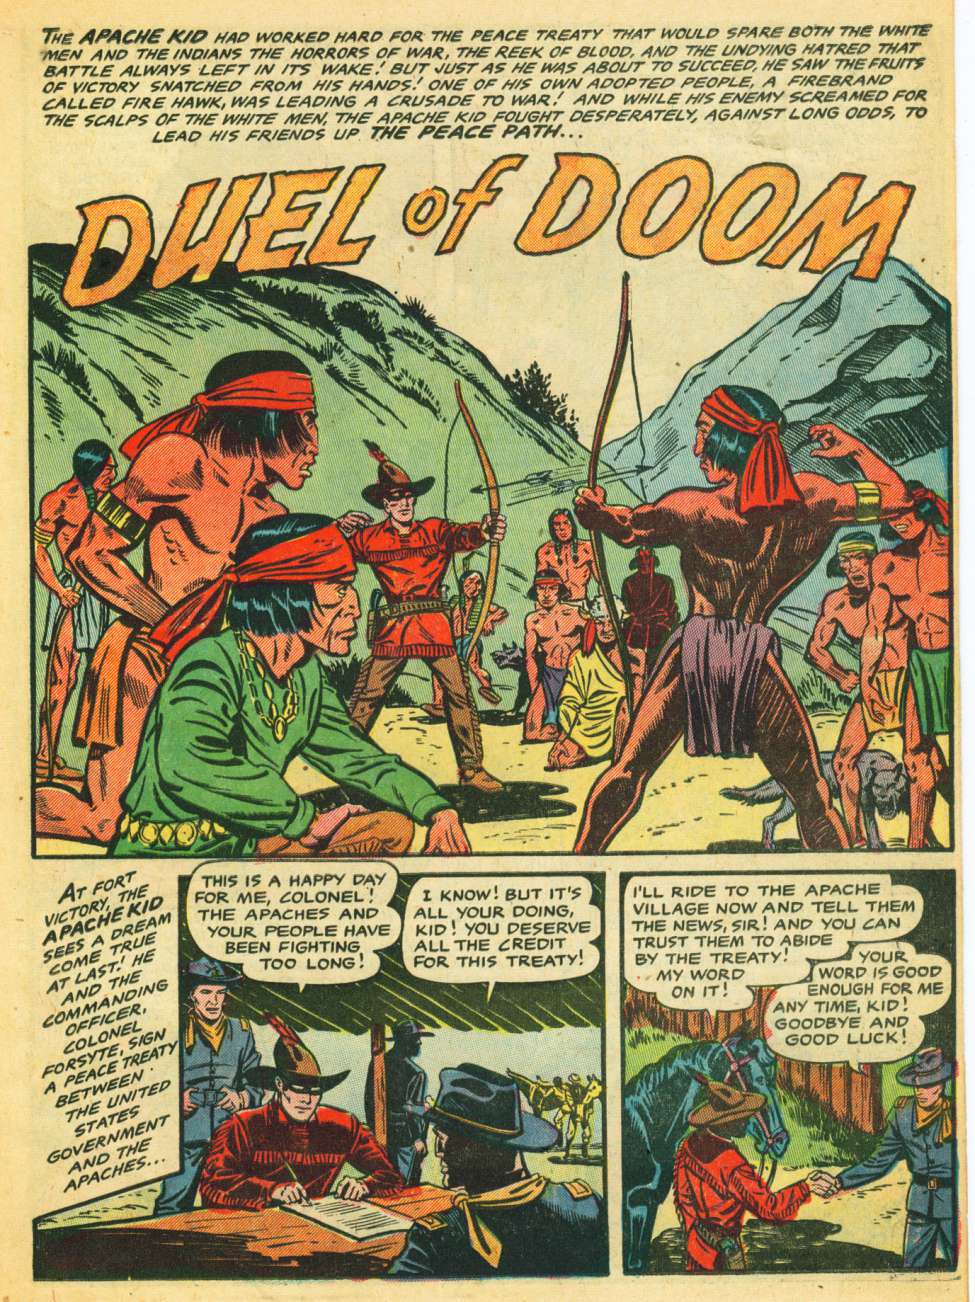 THE APACHE KID HAD WORKED HARD FOR THE PEACE TREATY THAT WOULD SPARE BOTH THE WHITE
MEN AND THE INDIANS THE HORRORS OF WAR, THE REEK OF BLOOD, AND THE UNDYING HATRED THAT
BATTLE ALWAYS LEFT IN ITS WAKE! BUT JUST AS HE WAS ABOUT TO SUCCEED, HE SAW THE FRUITS
OF VICTORY SNATCHED FROM HIS HANDS! ONE OF HIS OWN ADOPTED PEOPLE, A FIREBRAND
CALLED FIRE HAWK, WAS LEADING A CRUSADE TO WAR! AND WHILE HIS ENEMY SCREAMED FOR
THE SCALPS OF THE WHITE MEN, THE APACHE KID FOUGHT DESPERATELY, AGAINST LONG ODDS, TO
LEAD HIS FRIENDS UP THE PEACE PATH...
DUEL of DOOM
AT FORT
VICTORY, THE
APACHE KID
SEES A DREAM
COME TRUE
AT LAST! HE
AND THE
COMMANDING
OFFICER,
COLONEL
FORSYTE, SIGN
A PEACE TREATY
BETWEEN
THE UNITED
STATES
GOVERNMENT
AND THE
APACHES...
THIS IS A HAPPY DAY
FOR ME, COLONEL!
THE APACHES AND
YOUR PEOPLE HAVE
BEEN FIGHTING
TOO LONG!
I KNOW! BUT IT'S
ALL YOUR DOING,
KID! YOU DESERVE
ALL THE CREDIT
FOR THIS TREATY!
I'LL RIDE TO THE APACHE
VILLAGE NOW AND TELL THEM
THE NEWS, SIR! AND YOU CAN
TRUST THEM TO ABIDE
BY THE TREATY!
MY WORD
ON IT!
YOUR
WORD IS GOOD
ENOUGH FOR ME
ANY TIME, KID!
GOODBYE AND
GOOD LUCK!